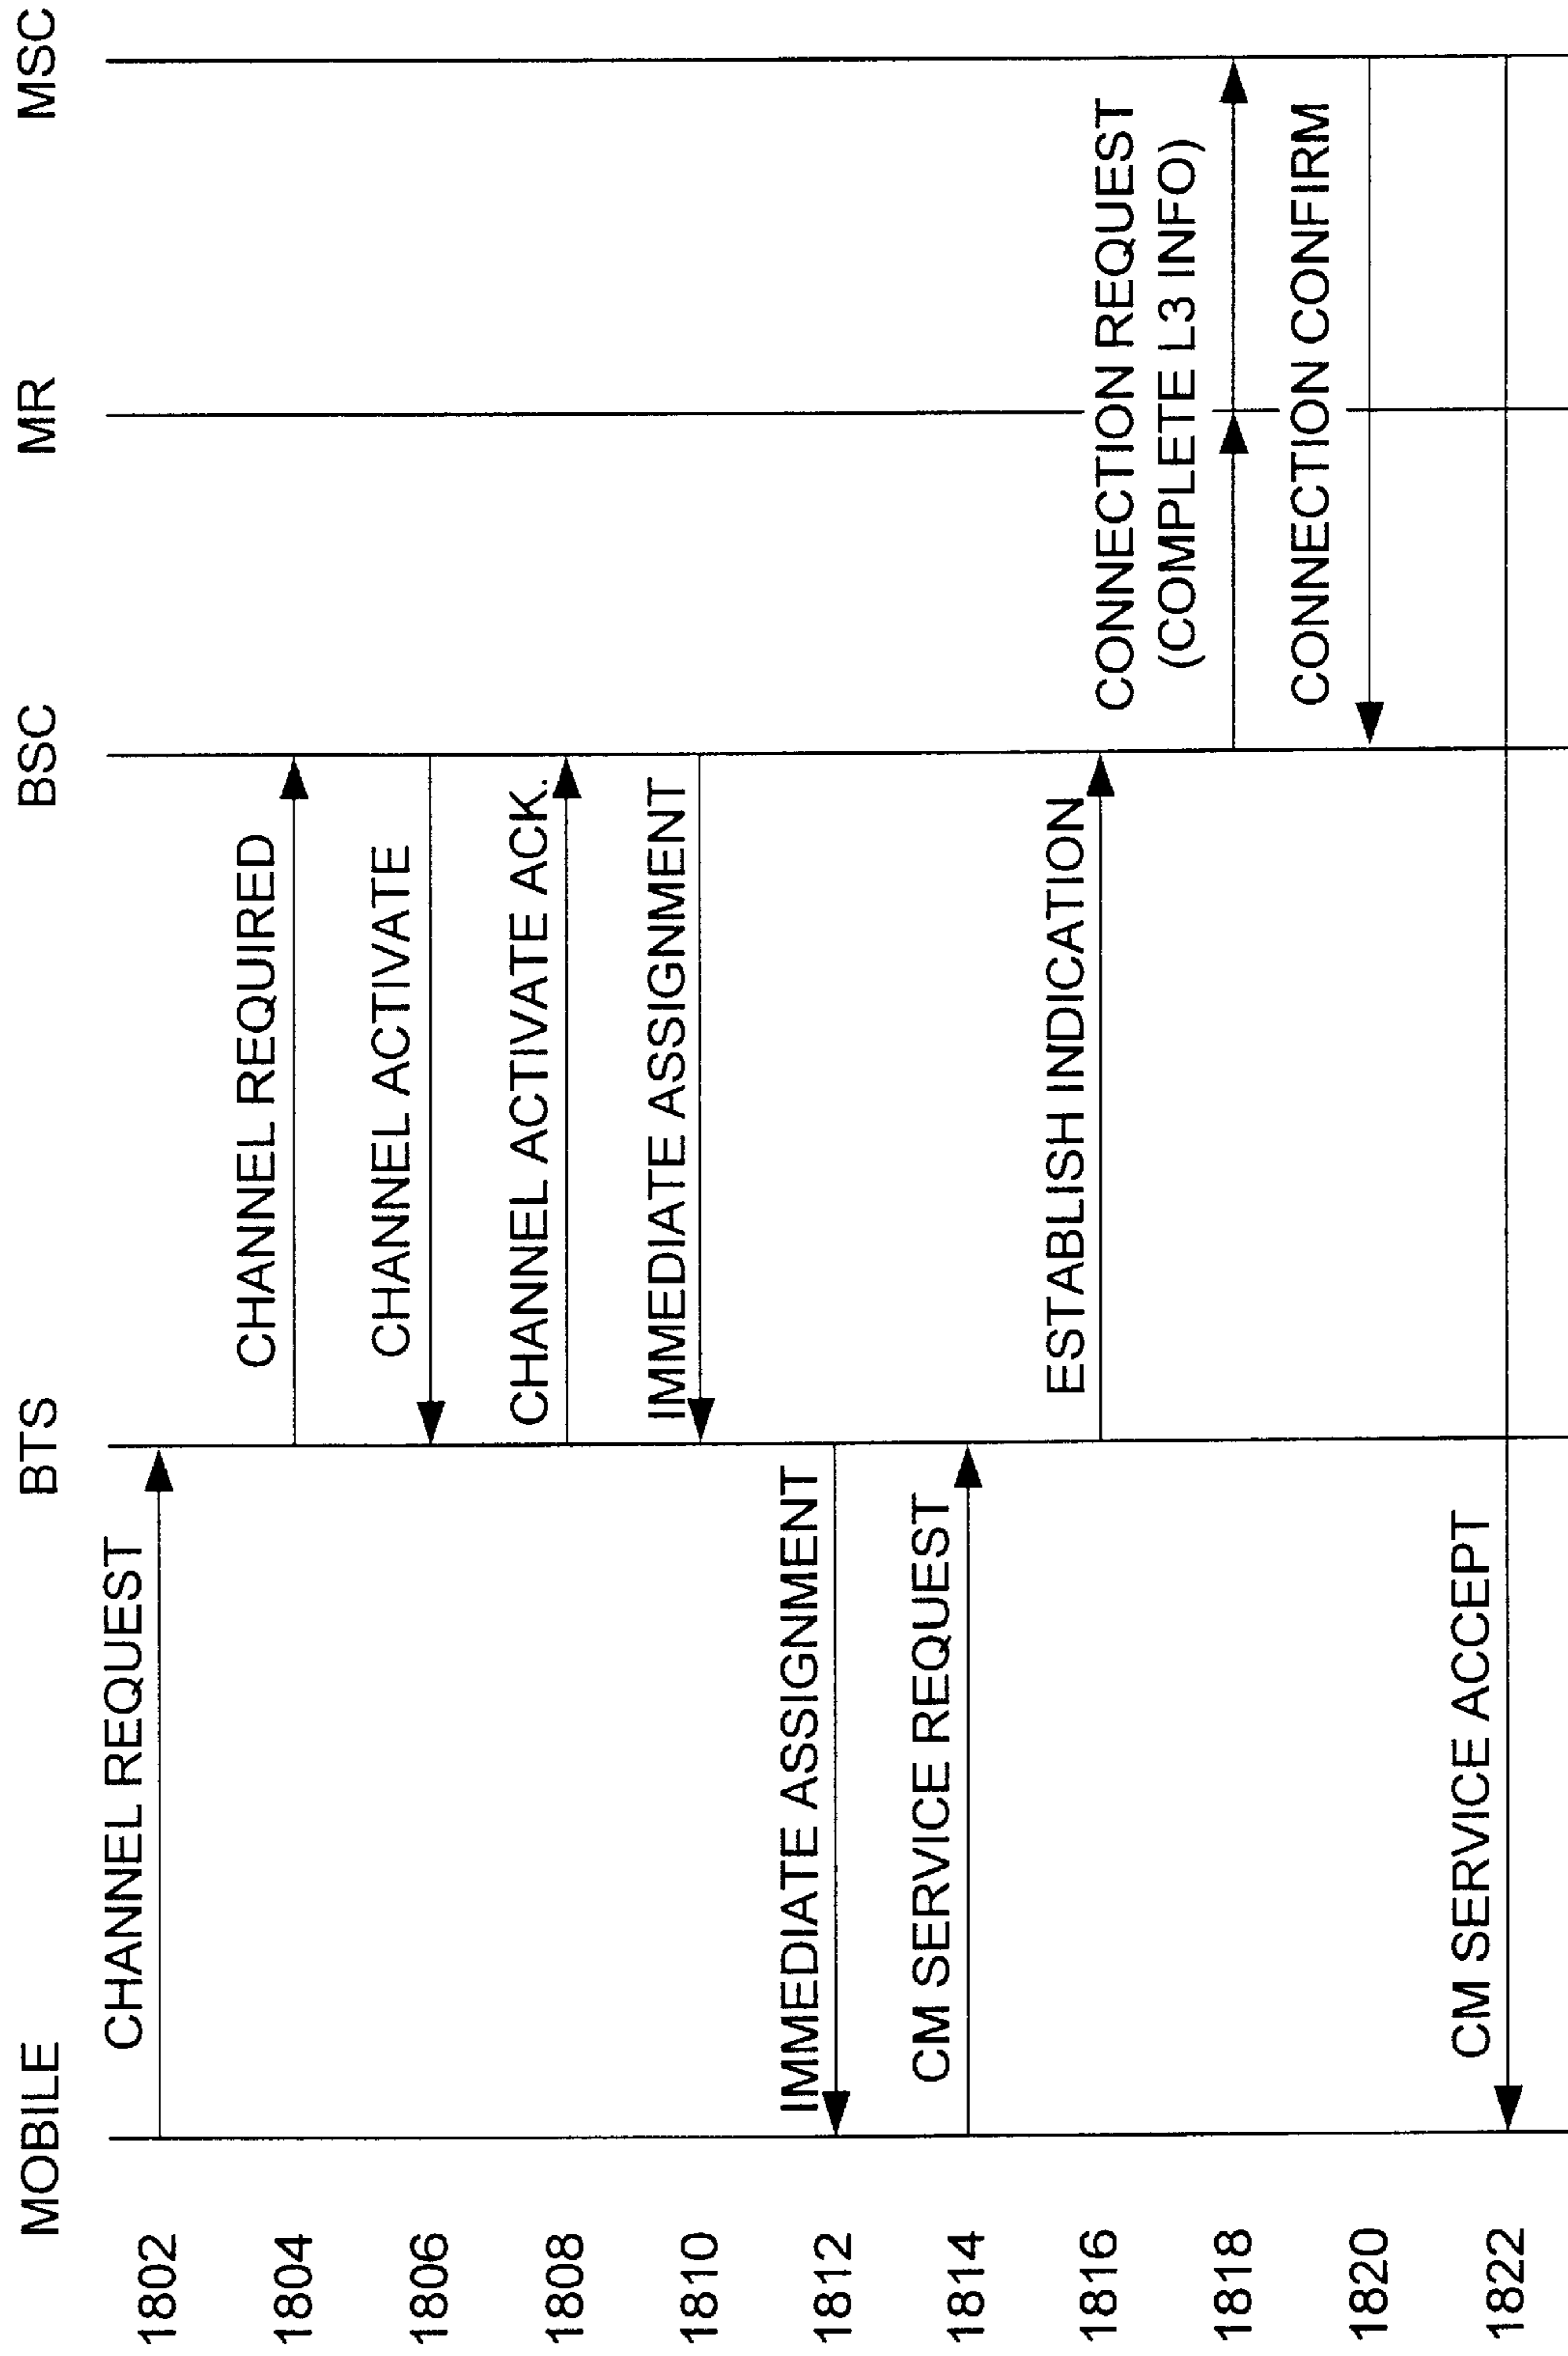 MOBILE
BTS
BSC
MR
MSC
1802
CHANNEL REQUEST
1804
CHANNEL REQUIRED
1806
CHANNEL ACTIVATE
1808
CHANNEL ACTIVATE ACK.
1810
IMMEDIATE ASSIGNMENT
1812
IMMEDIATE ASSIGNMENT
1814
CM SERVICE REQUEST
1816
ESTABLISH INDICATION
1818
CONNECTION REQUEST
(COMPLETE L3 INFO)
1820
CONNECTION CONFIRM
1822
CM SERVICE ACCEPT